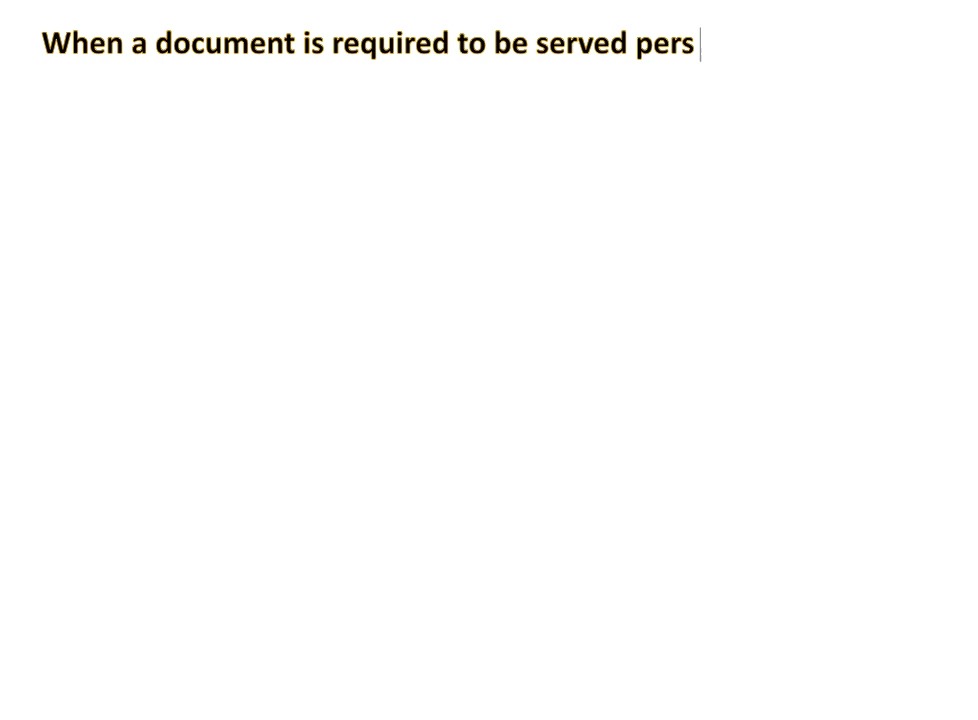 When a document is required to be served pers